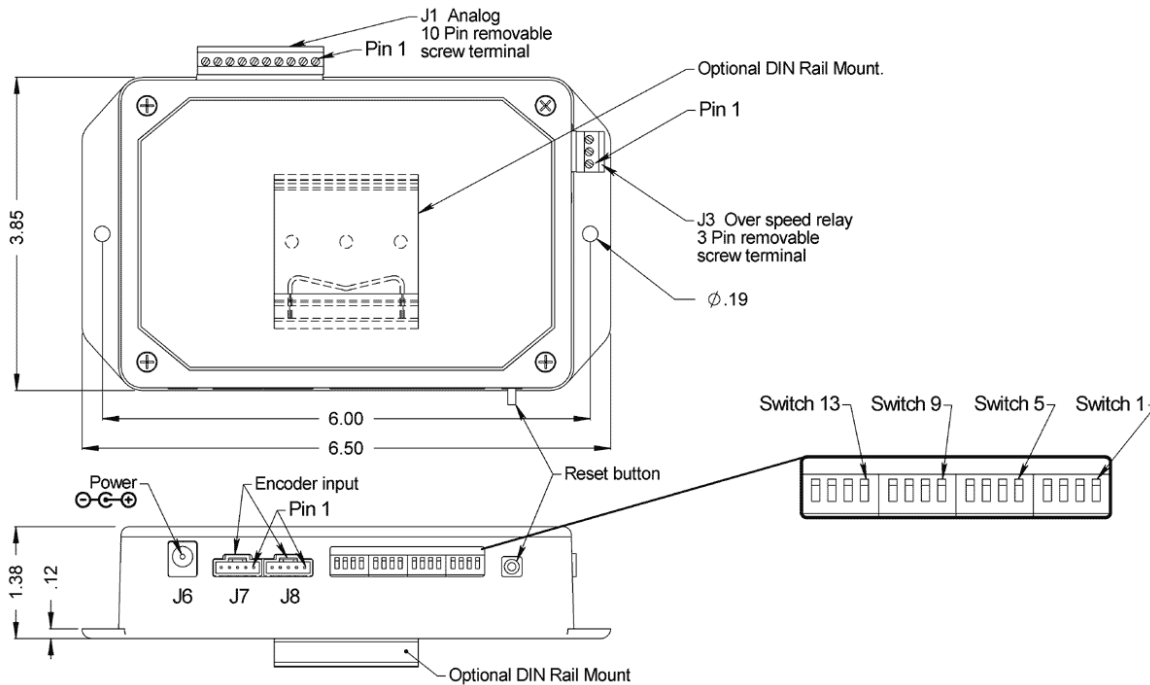 J1 Analog
10 Pin removable
screw terminal
Pin 1
Optional DIN Rail Mount.
Pin 1
3.85
J3 Over speed relay
3 Pin removable
screw terminal
Ø.19
6.00
6.50
Switch 13
Switch 9
Switch 5
Switch 1
Reset button
Power
Encoder input
Pin 1
1.38
.12
J6
J7
J8
Optional DIN Rail Mount